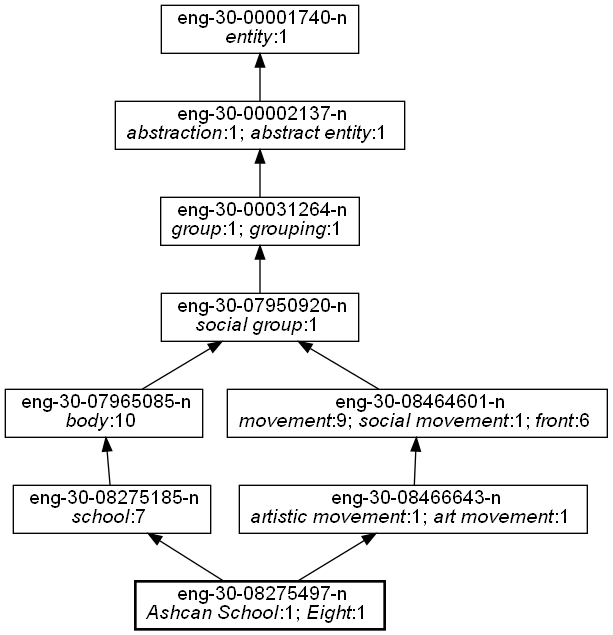 eng-30-00001740-n
entity:1
eng-30-00002137-n
abstraction:1; abstract entity:1
eng-30-00031264-n
group:1; grouping:1
eng-30-07950920-n
social group:1
eng-30-07965085-n
body:10
eng-30-08464601-n
movement:9; social movement:1; front:6
eng-30-08275185-n
school:7
eng-30-08466643-n
artistic movement:1; art movement:1
eng-30-08275497-n
Ashcan School:1; Eight:1